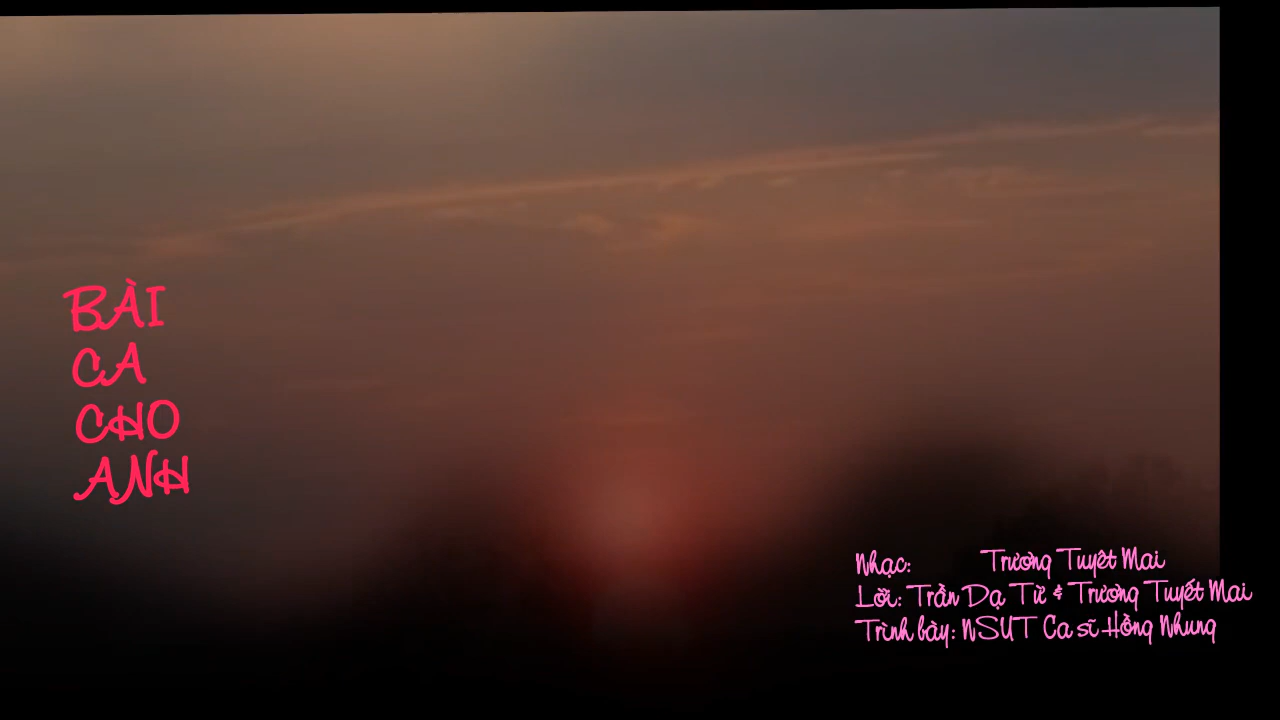 BÀI
CA
CHO
ANH
Nhạc: Trương Tuyết Mai
Lời: Trần Dạ Từ & Trương Tuyết Mai
Trình bày: NSUT Ca sĩ Hồng Nhung